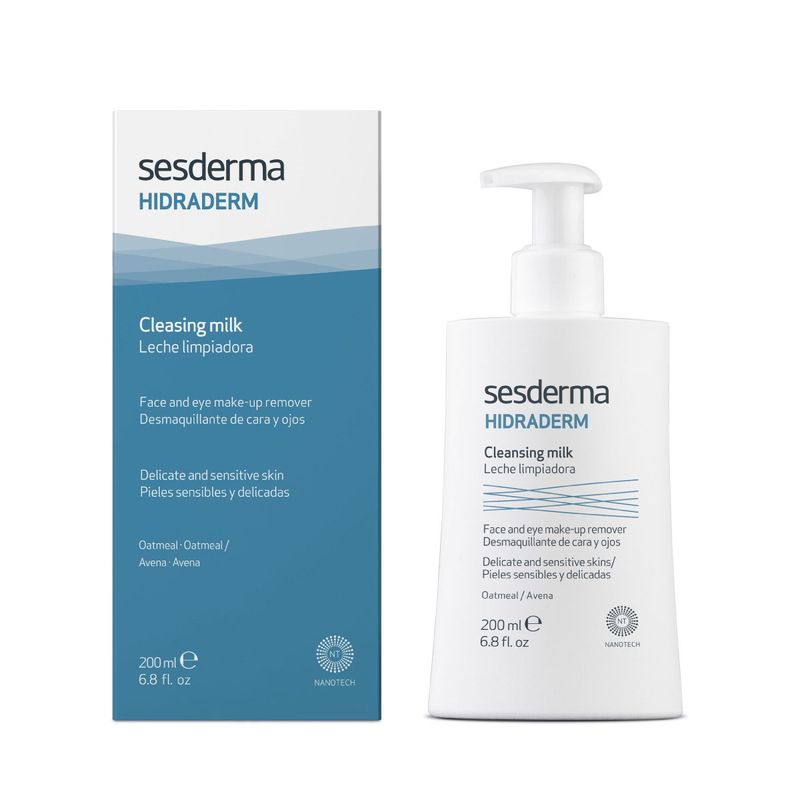 sesderma
HIDRADERM
Cleasing milk
Leche limpiadora
Face and eye make-up remover
Desmaquillante de cara y ojos
Delicate and sensitive skin
Pieles sensibles y delicadas
Oatmeal · Oatmeal /
Avena · Avena
200 ml ℮
6.8 fl. oz
NT
NANOTECH
sesderma
HIDRADERM
Cleansing milk
Leche limpiadora
Face and eye make-up remover
Desmaquillante de cara y ojos
Delicate and sensitive skins/
Pieles sensibles y delicadas
Oatmeal / Avena
200 ml ℮
6.8 fl. oz
NT
NANOTECH